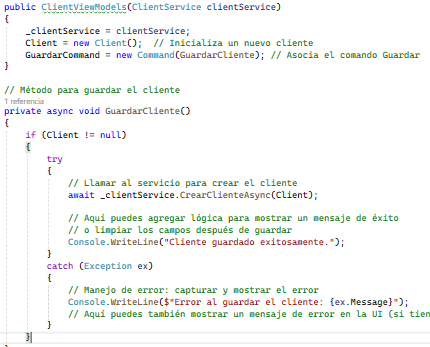 public ClientViewModels(ClientService clientService)
{
_clientService = clientService;
Client = new Client(); // Inicializa un nuevo cliente
GuardarCommand = new Command(GuardarCliente); // Asocia el comando Guardar
}
// Método para guardar el cliente
1 referencia
private async void GuardarCliente()
{
if (Client != null)
{
try
{
// Llamar al servicio para crear el cliente
await _clientService.CrearClienteAsync(Client);
// Aquí puedes agregar lógica para mostrar un mensaje de éxito
// o limpiar los campos después de guardar
Console.WriteLine("Cliente guardado exitosamente.");
}
catch (Exception ex)
{
// Manejo de error: capturar y mostrar el error
Console.WriteLine($"Error al guardar el cliente: {ex.Message}");
// Aquí puedes también mostrar un mensaje de error en la UI (si tien
}
}